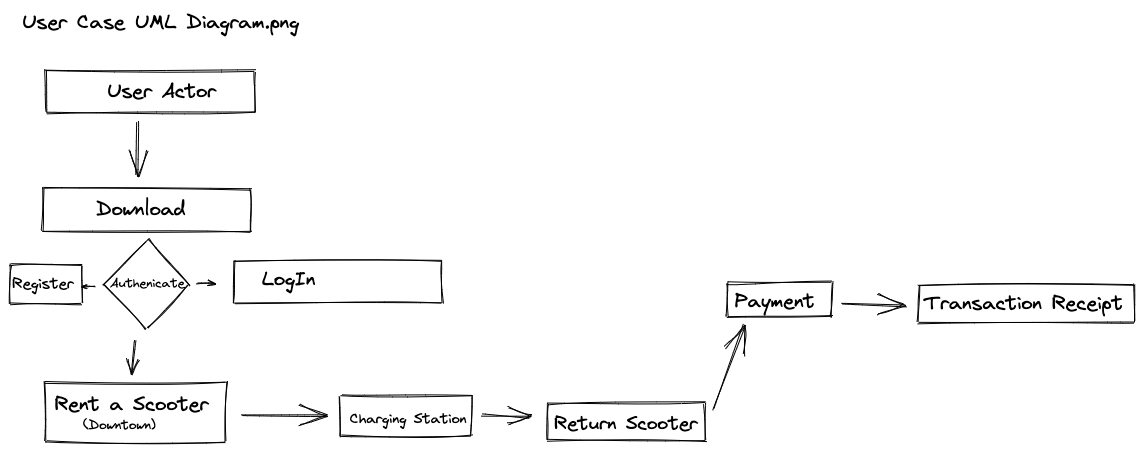 User Case UML Diagram.png
User Actor
Download
Register
Authenicate
LogIn
Rent a Scooter
(Downtown)
Charging Station
Return Scooter
Payment
Transaction Receipt